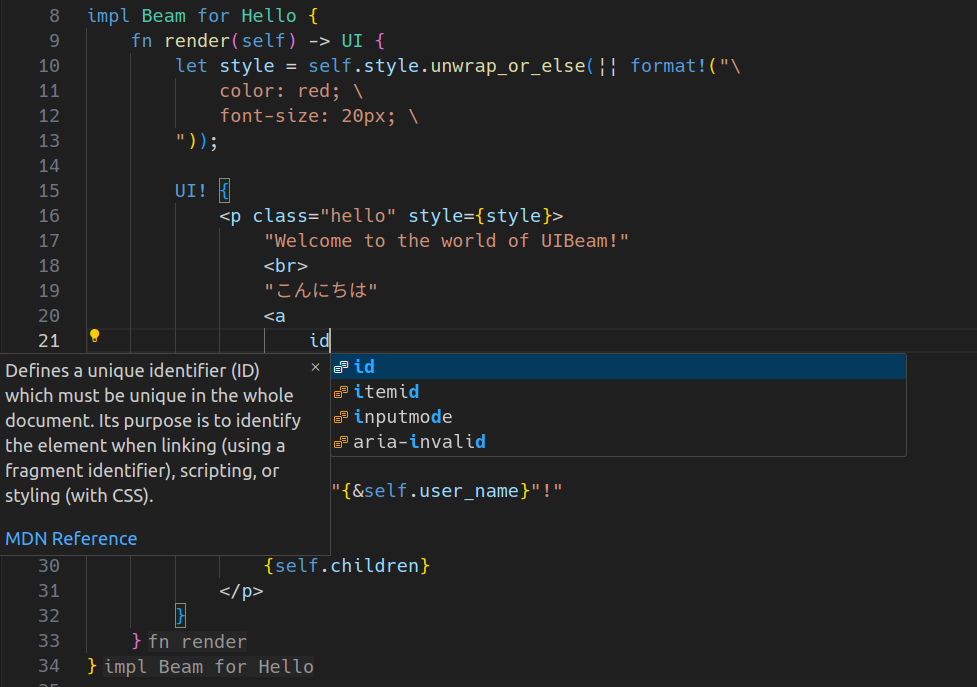 8 impl Beam for Hello {
9 fn render(self) -> UI {
10 let style = self.style.unwrap_or_else(|| format!("\
11 color: red; \
12 font-size: 20px; \
13 "));
14
15 UI! {
16 <p class="hello" style={style}>
17 "Welcome to the world of UIBeam!"
18 <br>
19 "こんにちは"
20 <a
21 id
Defines a unique identifier (ID) ×
which must be unique in the whole
document. Its purpose is to identify
the element when linking (using a
fragment identifier), scripting, or
styling (with CSS).
MDN Reference
id
itemid
inputmode
aria-invalid
"{&self.user_name}"!"
30 {self.children}
31 </p>
32 }
33 } fn render
34 } impl Beam for Hello